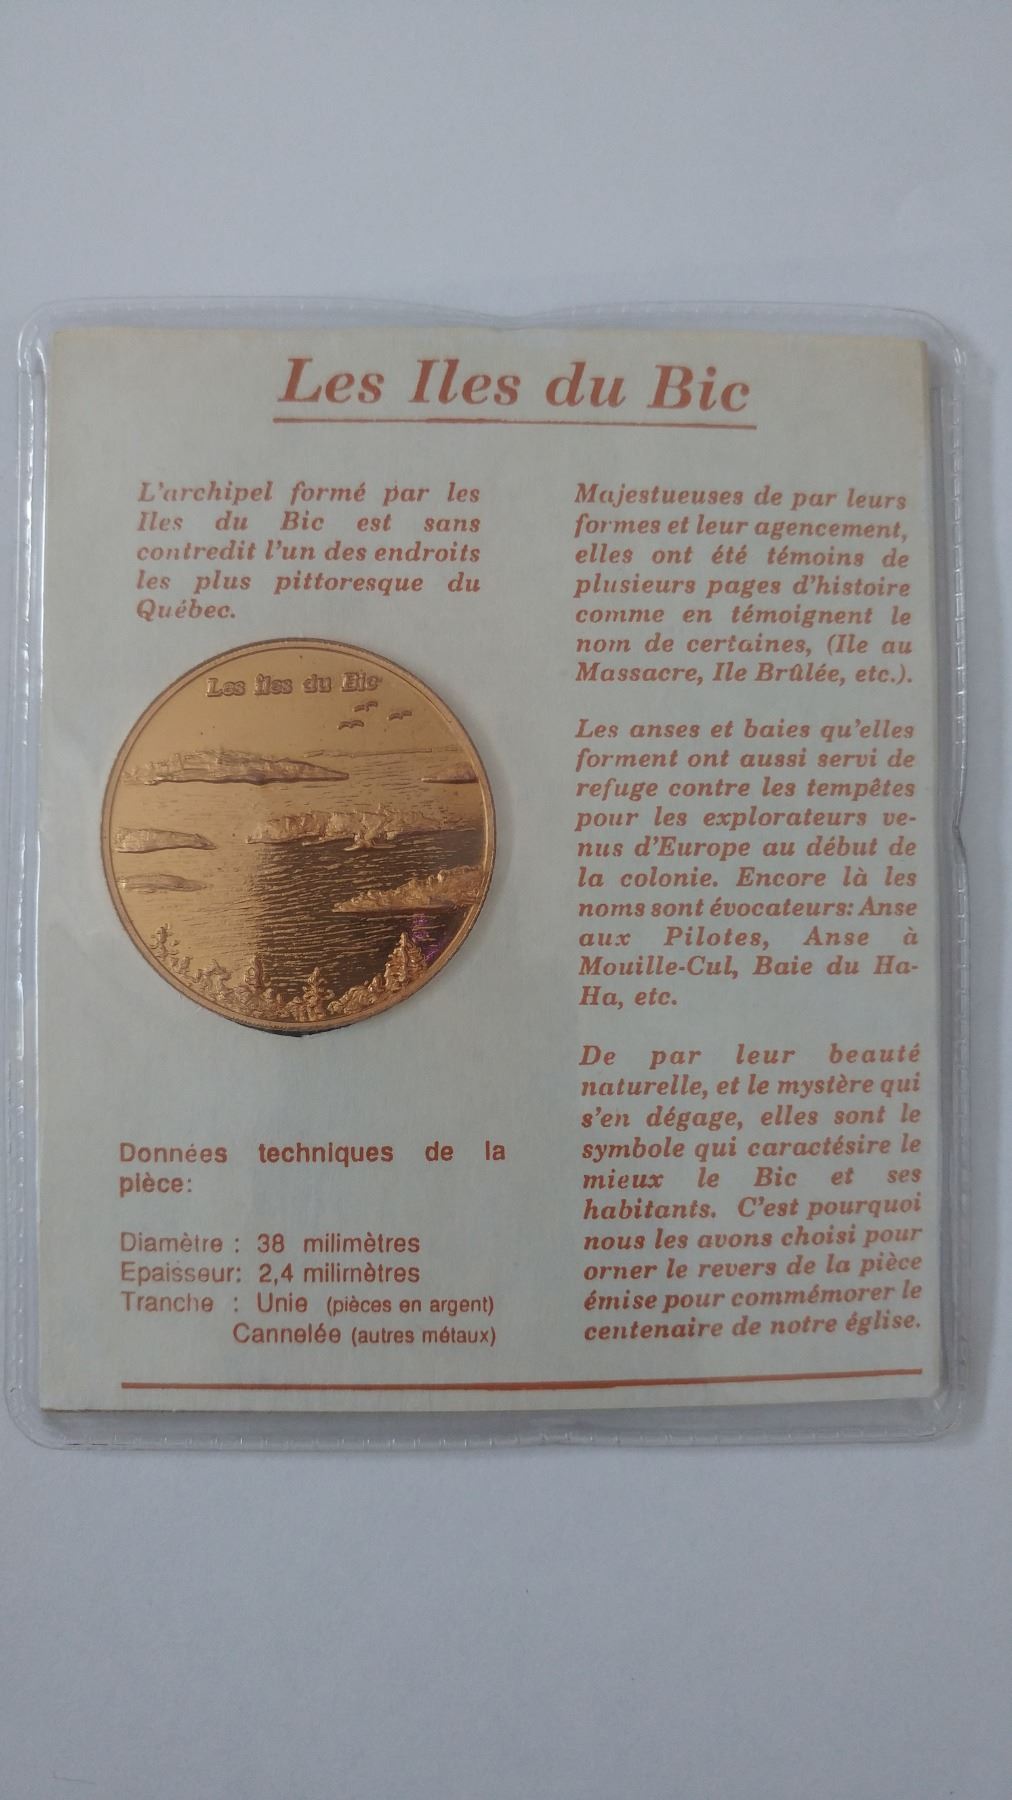 Les Iles du Bic
L'archipel formé par les
Iles du Bic est sans
contredit l'un des endroits
les plus pittoresque du
Québec.
Les îles du Bic
Données techniques de la
pièce:
Diamètre : 38 milimètres
Epaisseur: 2,4 milimètres
Tranche : Unie (pièces en argent)
Cannelée (autres métaux)
Majestueuses de par leurs
formes et leur agencement,
elles ont été témoins de
plusieurs pages d'histoire
comme en témoignent le
nom de certaines, (Ile au
Massacre, Ile Brûlée, etc.).
Les anses et baies qu'elles
forment ont aussi servi de
refuge contre les tempêtes
pour les explorateurs ve-
nus d'Europe au début de
la colonie. Encore là les
noms sont évocateurs: Anse
aux Pilotes, Anse à
Mouille-Cul, Baie du Ha-
Ha, etc.
De par leur beauté
naturelle, et le mystère qui
s'en dégage, elles sont le
symbole qui caractésire le
mieux le Bic et ses
habitants. C'est pourquoi
nous les avons choisi pour
orner le revers de la pièce
émise pour commémorer le
centenaire de notre église.